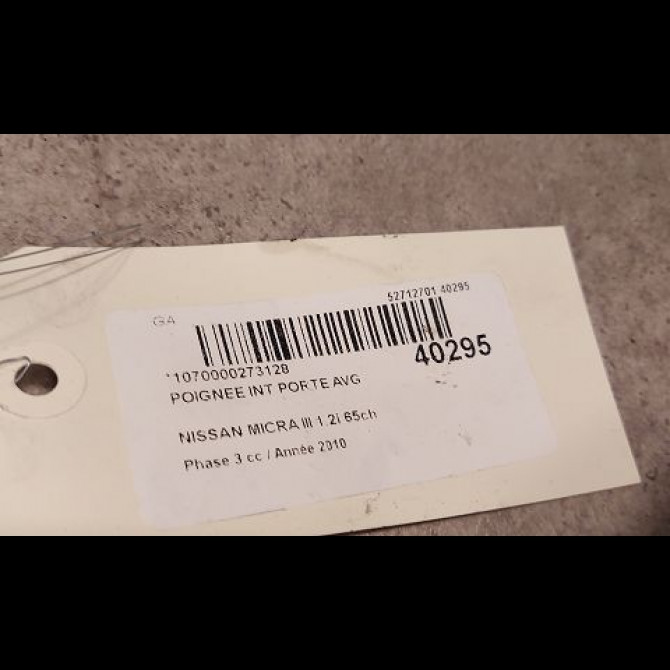 52712701 40295
G4
*1070000273128
40295
POIGNEE INT PORTE AVG
NISSAN MICRA III 1.2i 65ch
Phase 3 cc / Année 2010